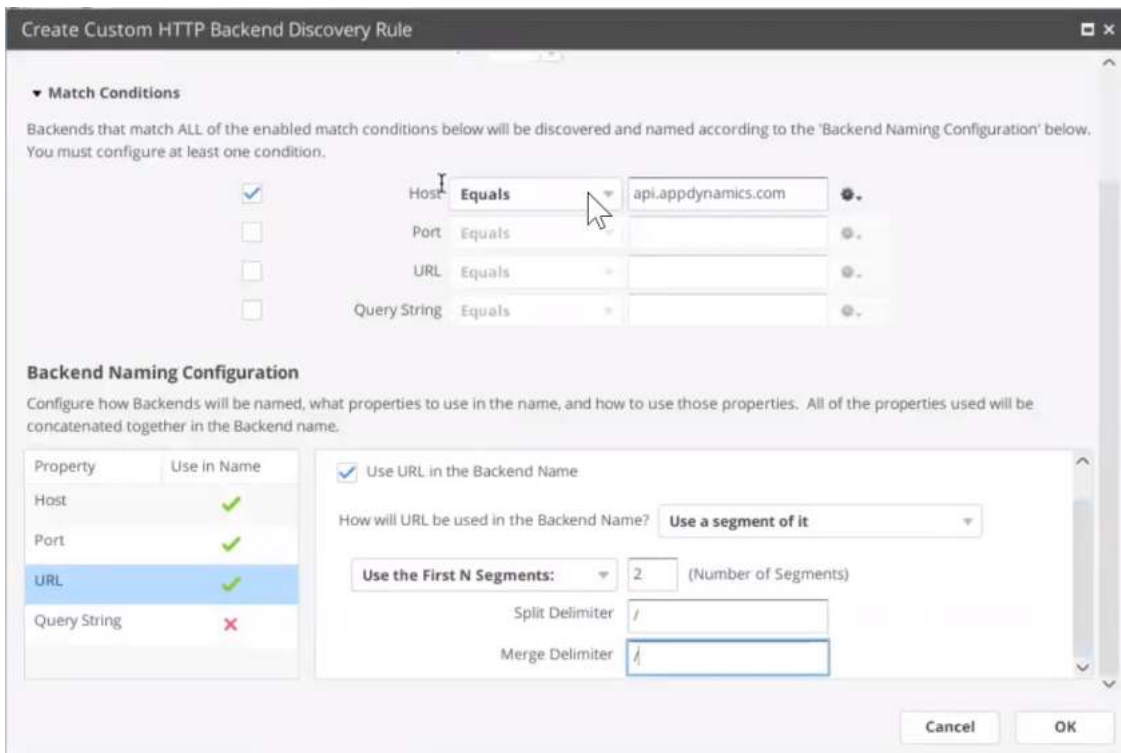 Create Custom HTTP Backend Discovery Rule
Match Conditions
Backends that match ALL of the enabled match conditions below will be discovered and named according to the 'Backend Naming Configuration' below.
You must configure at least one condition.
Host Equals api.appdynamics.com
Port Equals
URL Equals
Query String Equals
Backend Naming Configuration
Configure how Backends will be named, what properties to use in the name, and how to use those properties. All of the properties used will be
concatenated together in the Backend name.
Property Use in Name
Host
Port
URL
Query String
Use URL in the Backend Name
How will URL be used in the Backend Name? Use a segment of it
Use the First N Segments: 2 (Number of Segments)
Split Delimiter /
Merge Delimiter /
Cancel OK